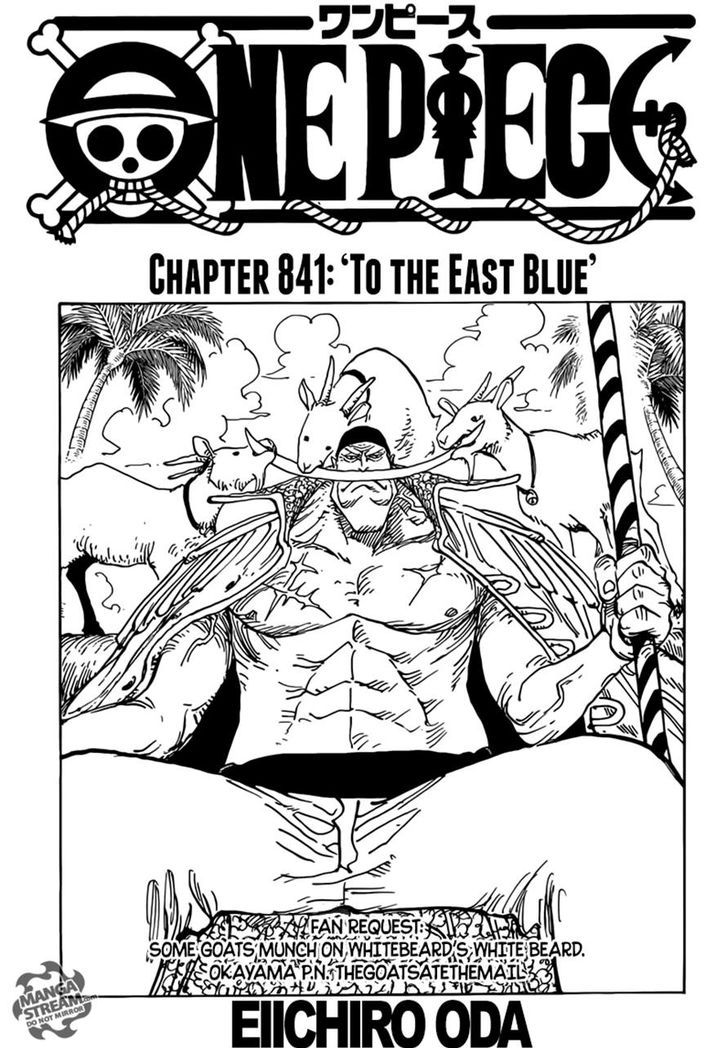 ワンピース
ONE PIECE
CHAPTER 841: ‘TO THE EAST BLUE’
FAN REQUEST:
SOME GOATS MUNCH ON WHITEBEARD'S WHITE BEARD.
OKAYAMA P.N. THEGOATSATETHEMAIL
MANGA
STREAM.com
DO NOT MIRROR
EIICHIRO ODA